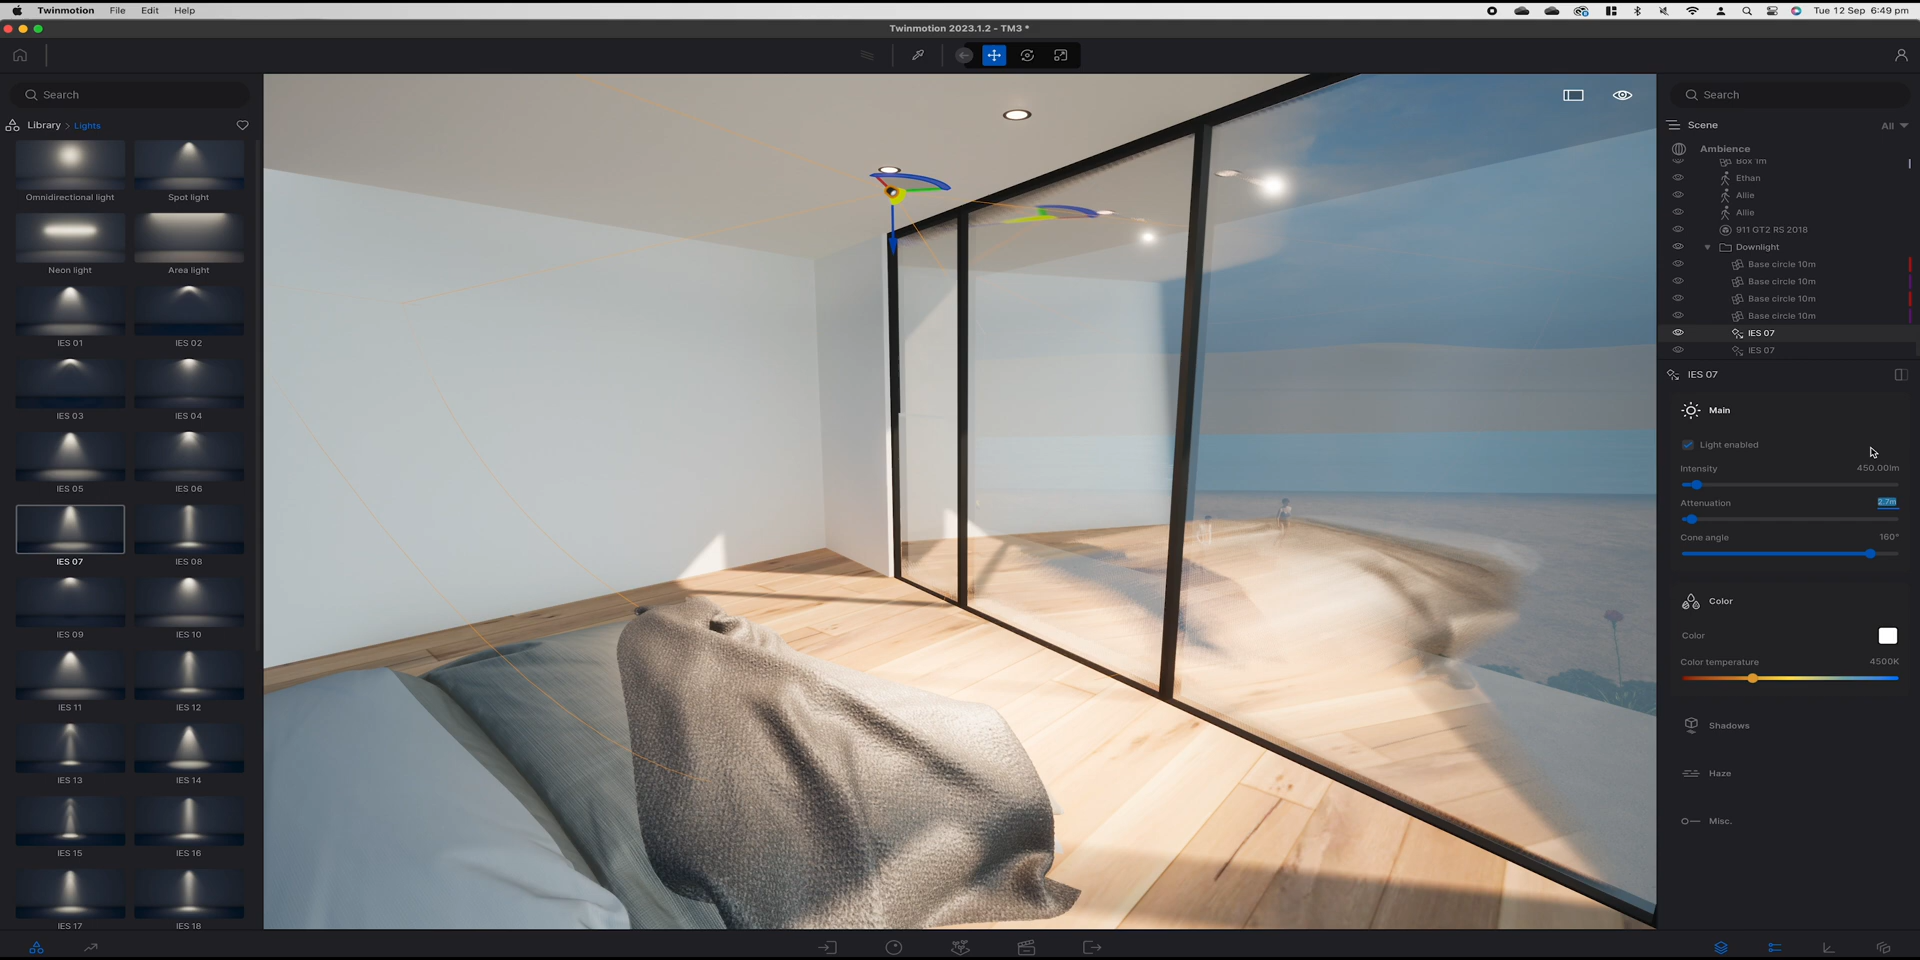 Twinmotion File Edit Help
Tue 12 Sep 6:49 pm
Twinmotion 2023.1.2 - TM3 *
Search
Library > Lights
Omnidirectional light
Spot light
Neon light
Area light
IES 01
IES 02
IES 03
IES 04
IES 05
IES 06
IES 07
IES 08
IES 09
IES 10
IES 11
IES 12
IES 13
IES 14
IES 15
IES 16
IES 17
IES 18
Search
Scene
All
Ambience
Box 1m
Ethan
Allie
Allie
911 GT2 RS 2018
Downlight
Base circle 10m
Base circle 10m
Base circle 10m
Base circle 10m
IES 07
IES 07
IES 07
Main
Light enabled
Intensity 450.00lm
Attenuation 2.7m
Cone angle 160°
Color
Color
Color temperature 4500K
Shadows
Haze
Misc.